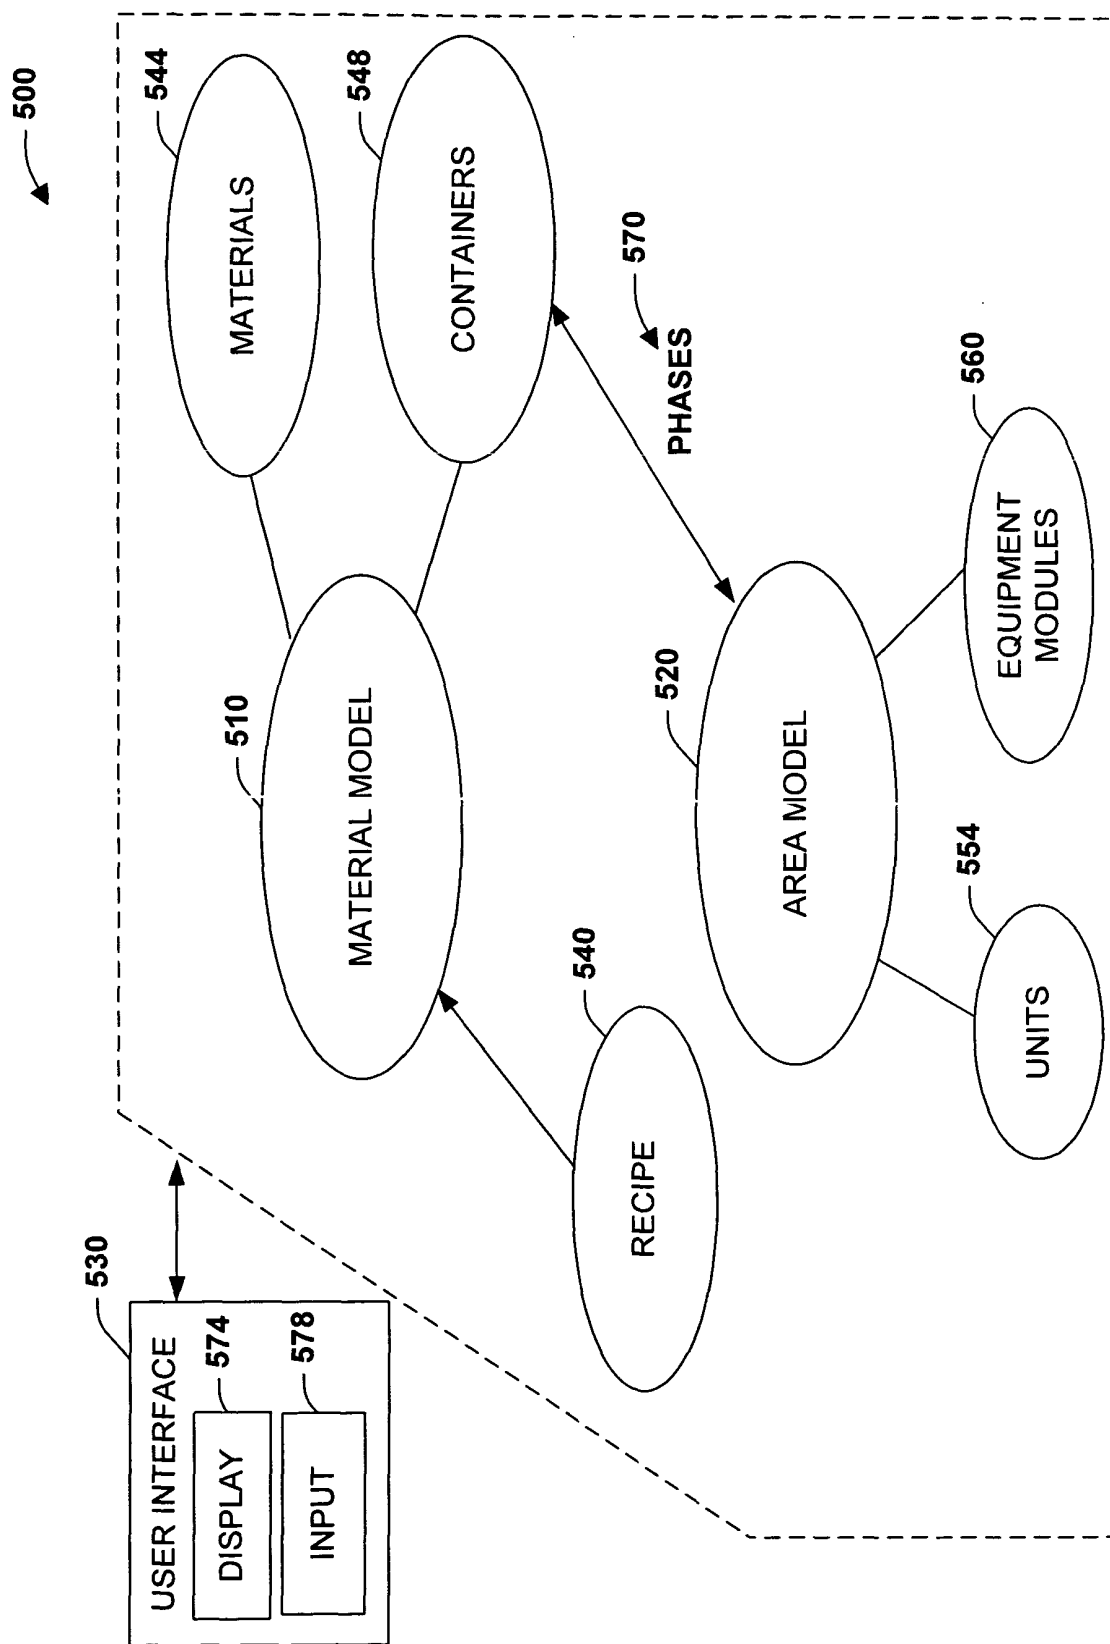 500
530
USER INTERFACE
574
DISPLAY
578
INPUT
510
MATERIAL MODEL
544
MATERIALS
548
CONTAINERS
570
PHASES
540
RECIPE
520
AREA MODEL
554
UNITS
560
EQUIPMENT
MODULES